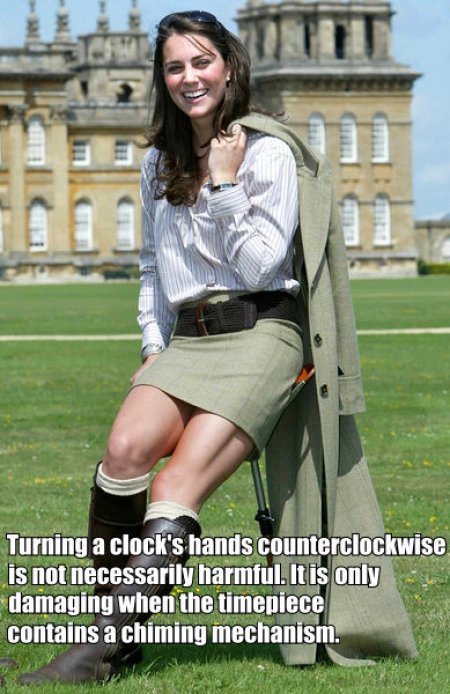 Turning a clock's hands counterclockwise
is not necessarily harmful. It is only
damaging when the timepiece
contains a chiming mechanism.